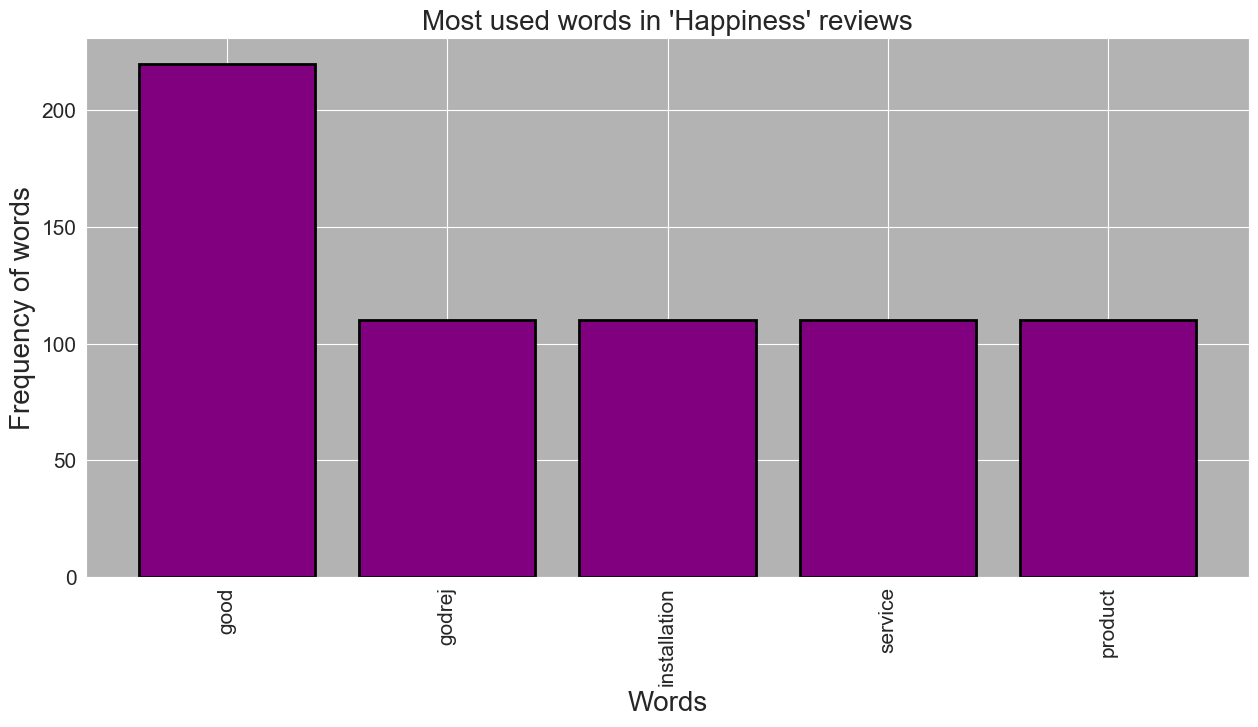 Most used words in 'Happiness' reviews
Frequency of words
200
150
100
50
0
good
godrej
installation
service
product
Words